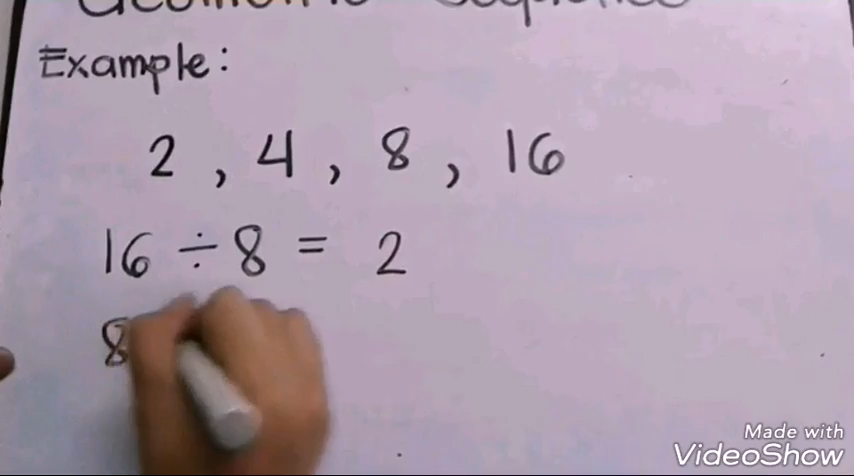 Example:
2 , 4 , 8 , 16
16 ÷ 8 = 2
8
Made with
VideoShow